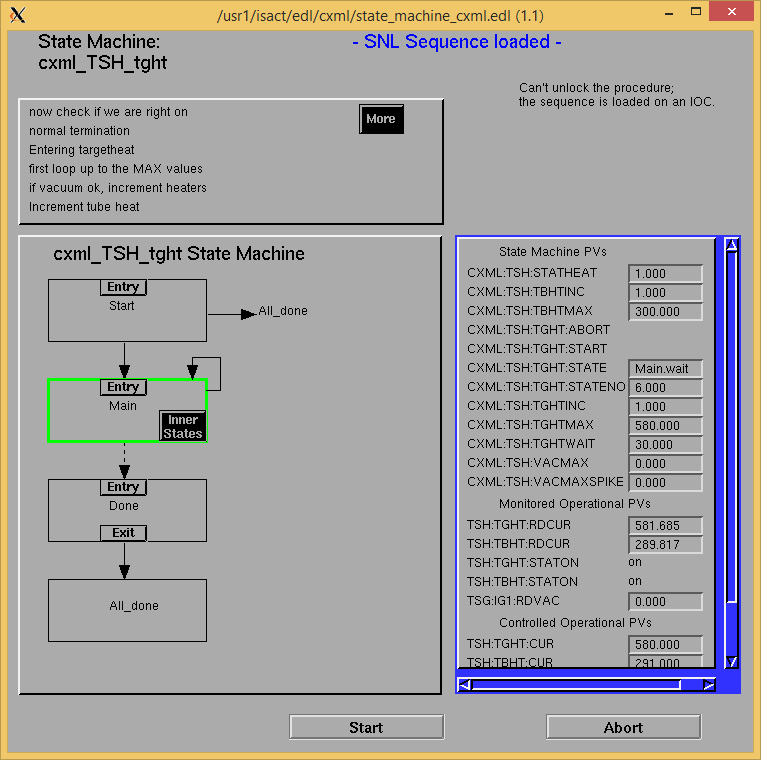 /usr1/isact/edl/cxml/state_machine_cxml.edl (1.1)
State Machine:
cxml_TSH_tght
- SNL Sequence loaded -
Can't unlock the procedure;
the sequence is loaded on an IOC.
now check if we are right on
normal termination
Entering targetheat
first loop up to the MAX values
if vacuum ok, increment heaters
Increment tube heat
More
cxml_TSH_tght State Machine
Entry
Start
All_done
Entry
Main
Inner
States
Entry
Done
Exit
All_done
State Machine PVs
CXML:TSH:STATHEAT 1.000
CXML:TSH:TBHTINC 1.000
CXML:TSH:TBHTMAX 300.000
CXML:TSH:TGHT:ABORT
CXML:TSH:TGHT:START
CXML:TSH:TGHT:STATE Main.wait
CXML:TSH:TGHT:STATENO 6.000
CXML:TSH:TGHTINC 1.000
CXML:TSH:TGHTMAX 580.000
CXML:TSH:TGHTWAIT 30.000
CXML:TSH:VACMAX 0.000
CXML:TSH:VACMAXSPIKE 0.000
Monitored Operational PVs
TSH:TGHT:RDCUR 581.685
TSH:TBHT:RDCUR 289.817
TSH:TGHT:STATON on
TSH:TBHT:STATON on
TSG:IG1:RDVAC 0.000
Controlled Operational PVs
TSH:TGHT:CUR 580.000
TSH:TBHT:CUR 291.000
Start
Abort